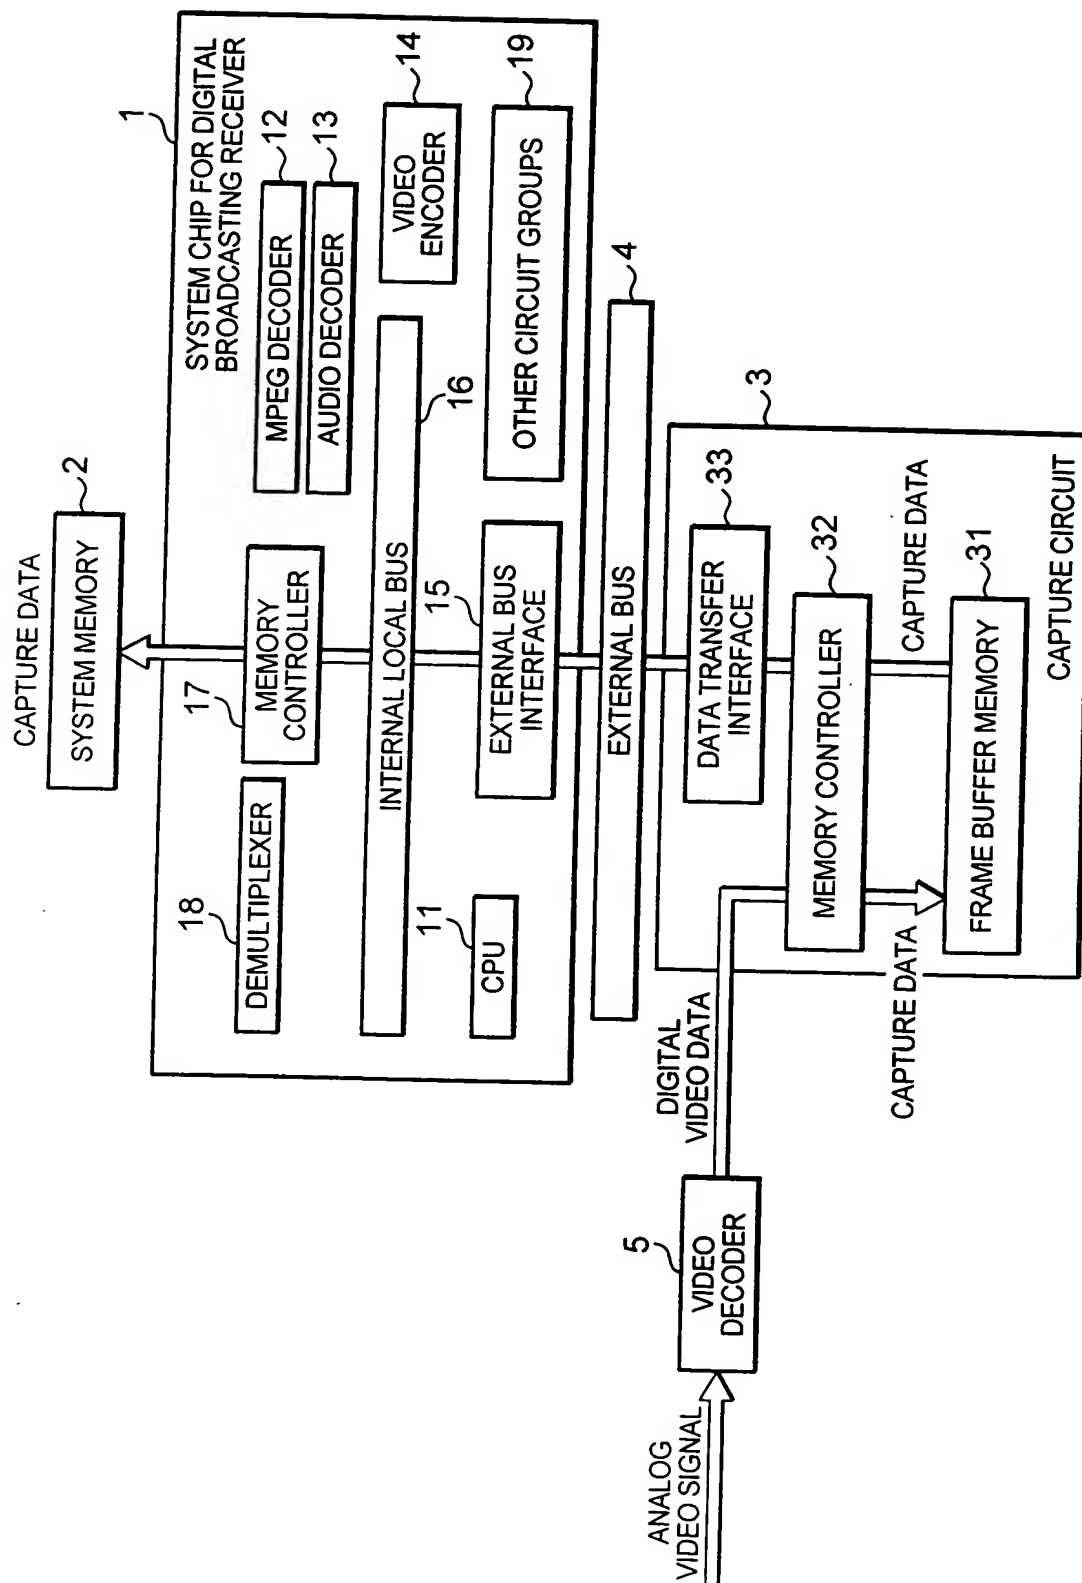 CAPTURE DATA
SYSTEM MEMORY
2
1
SYSTEM CHIP FOR DIGITAL
BROADCASTING RECEIVER
18
DEMULTIPLEXER
17
MEMORY
CONTROLLER
MPEG DECODER
12
AUDIO DECODER
13
INTERNAL LOCAL BUS
16
VIDEO
ENCODER
14
11
CPU
15
EXTERNAL BUS
INTERFACE
OTHER CIRCUIT GROUPS
19
EXTERNAL BUS
4
ANALOG
VIDEO SIGNAL
5
VIDEO
DECODER
DIGITAL
VIDEO DATA
3
DATA TRANSFER
INTERFACE
33
MEMORY CONTROLLER
32
CAPTURE DATA
CAPTURE DATA
FRAME BUFFER MEMORY
31
CAPTURE CIRCUIT